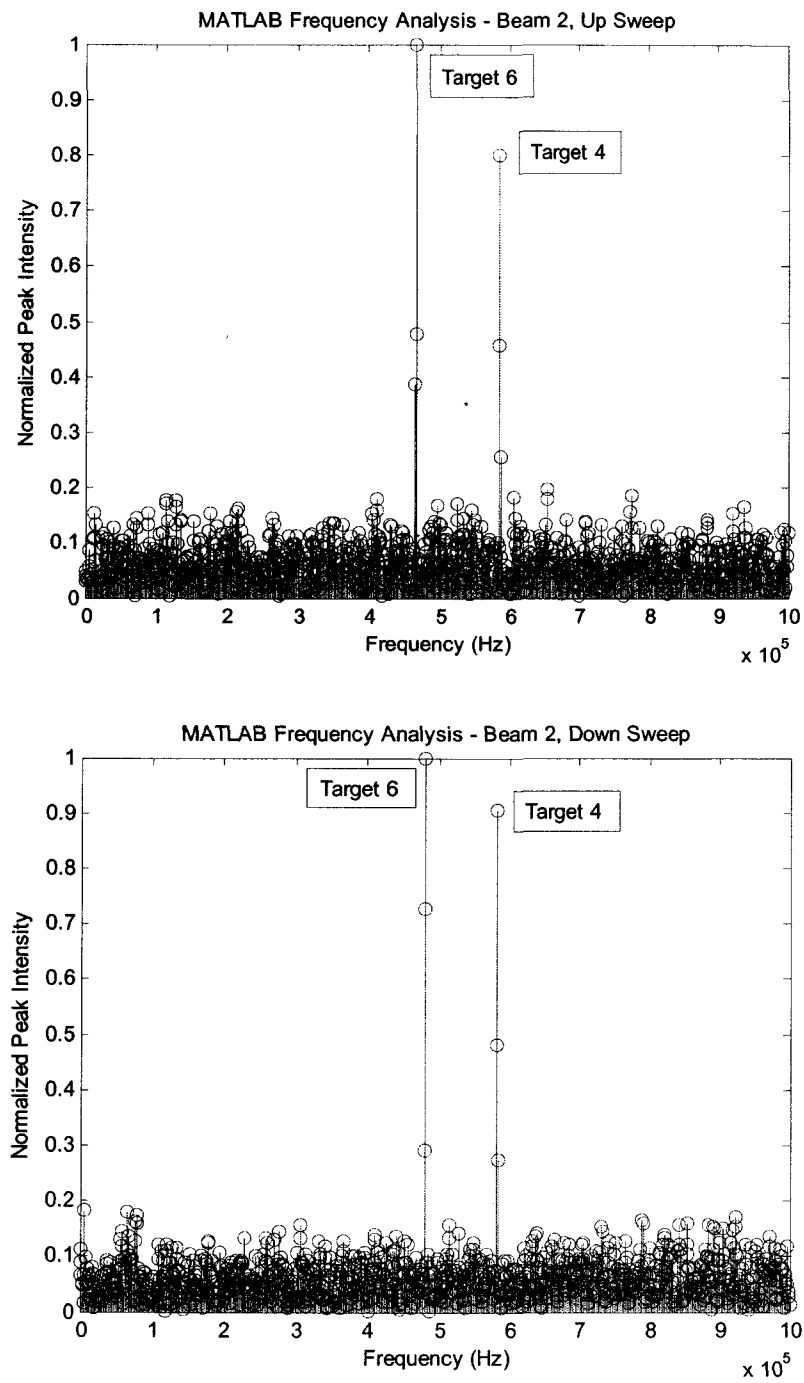 MATLAB Frequency Analysis - Beam 2, Up Sweep
1
0.9
0.8
0.7
0.6
0.5
0.4
0.3
0.2
0.1
0
Normalized Peak Intensity
Target 6
Target 4
0 1 2 3 4 5 6 7 8 9 10
Frequency (Hz)
x 10^5
MATLAB Frequency Analysis - Beam 2, Down Sweep
1
0.9
0.8
0.7
0.6
0.5
0.4
0.3
0.2
0.1
0
Normalized Peak Intensity
Target 6
Target 4
0 1 2 3 4 5 6 7 8 9 10
Frequency (Hz)
x 10^5